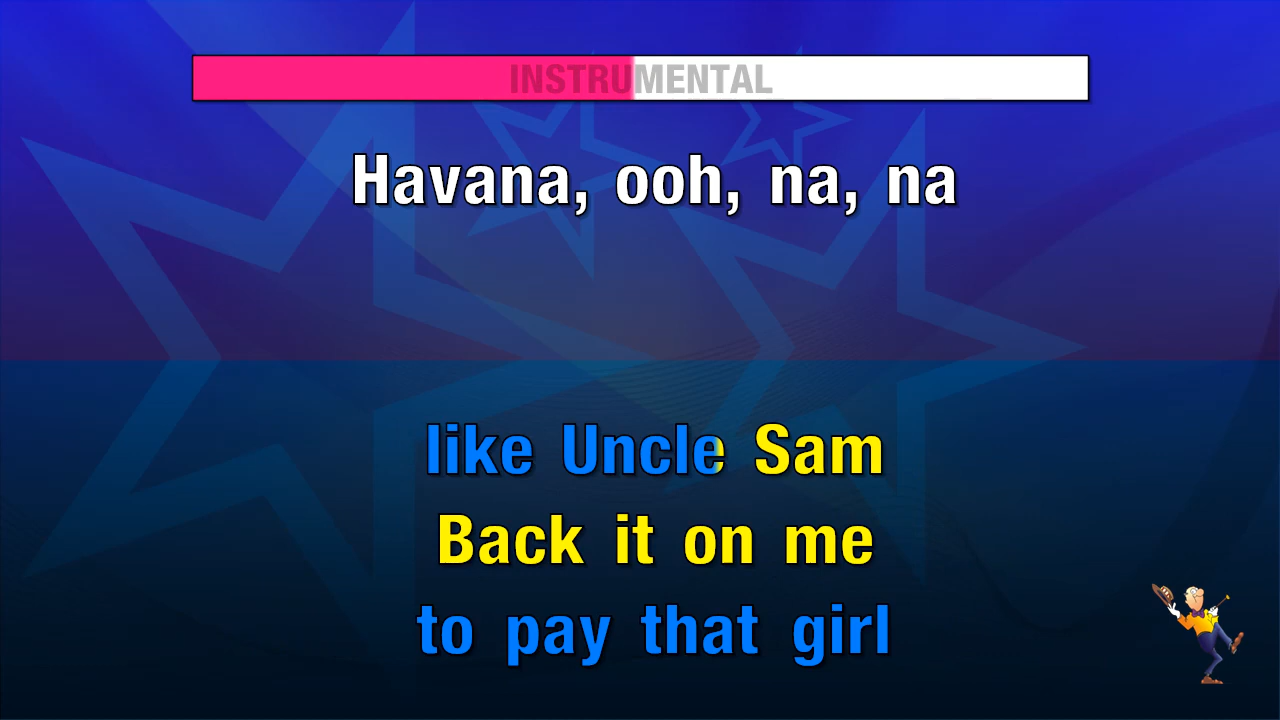 INSTRUMENTAL
Havana, ooh, na, na
like Uncle Sam
Back it on me
to pay that girl